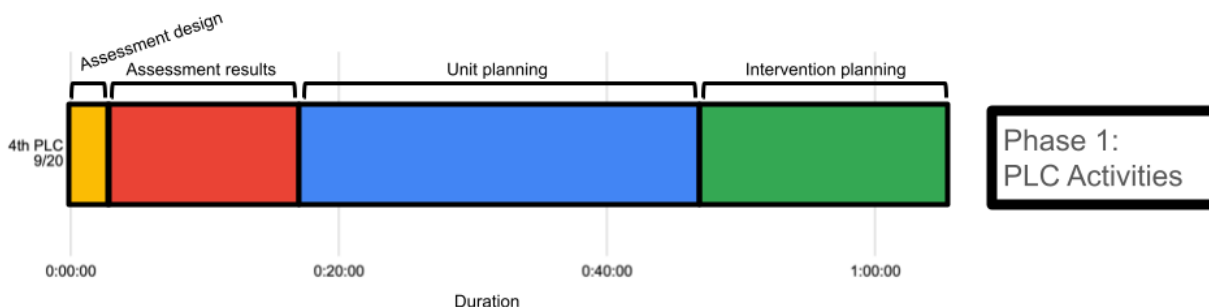 Assessment design
Assessment results
Unit planning
Intervention planning
4th PLC
9/20
Phase 1:
PLC Activities
0:00:00
0:20:00
0:40:00
1:00:00
Duration